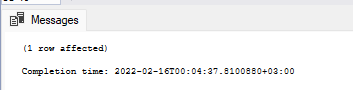 Messages
(1 row affected)
Completion time: 2022-02-16T00:04:37.8100880+03:00